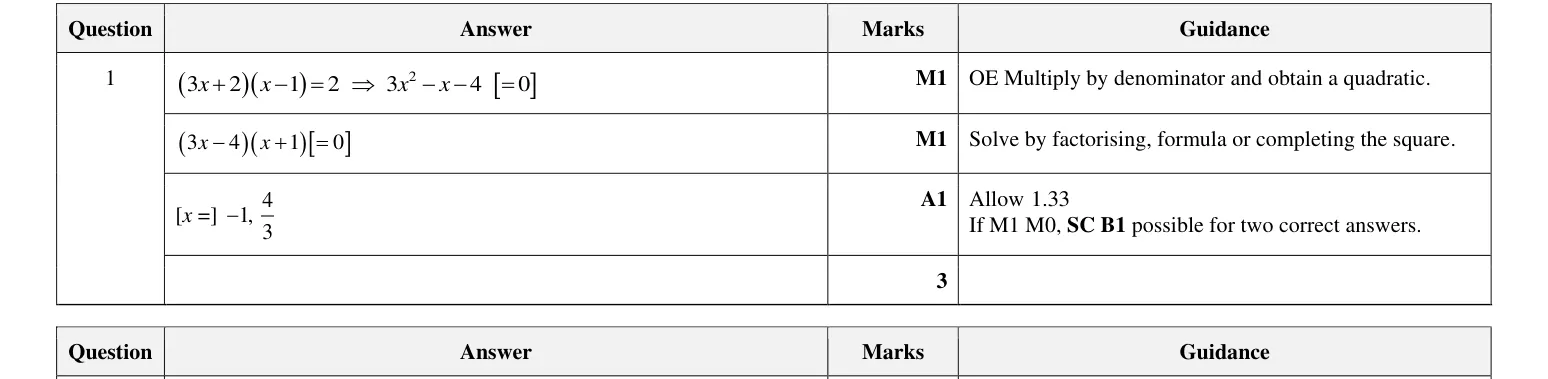 Question Answer Marks Guidance
1 (3x+2)(x−1)=2 ⇒ 3x²−x−4 [=0] M1 OE Multiply by denominator and obtain a quadratic.
(3x−4)(x+1)[=0] M1 Solve by factorising, formula or completing the square.
[x =] −1, 4/3 A1 Allow 1.33
If M1 M0, SC B1 possible for two correct answers.
3
Question Answer Marks Guidance